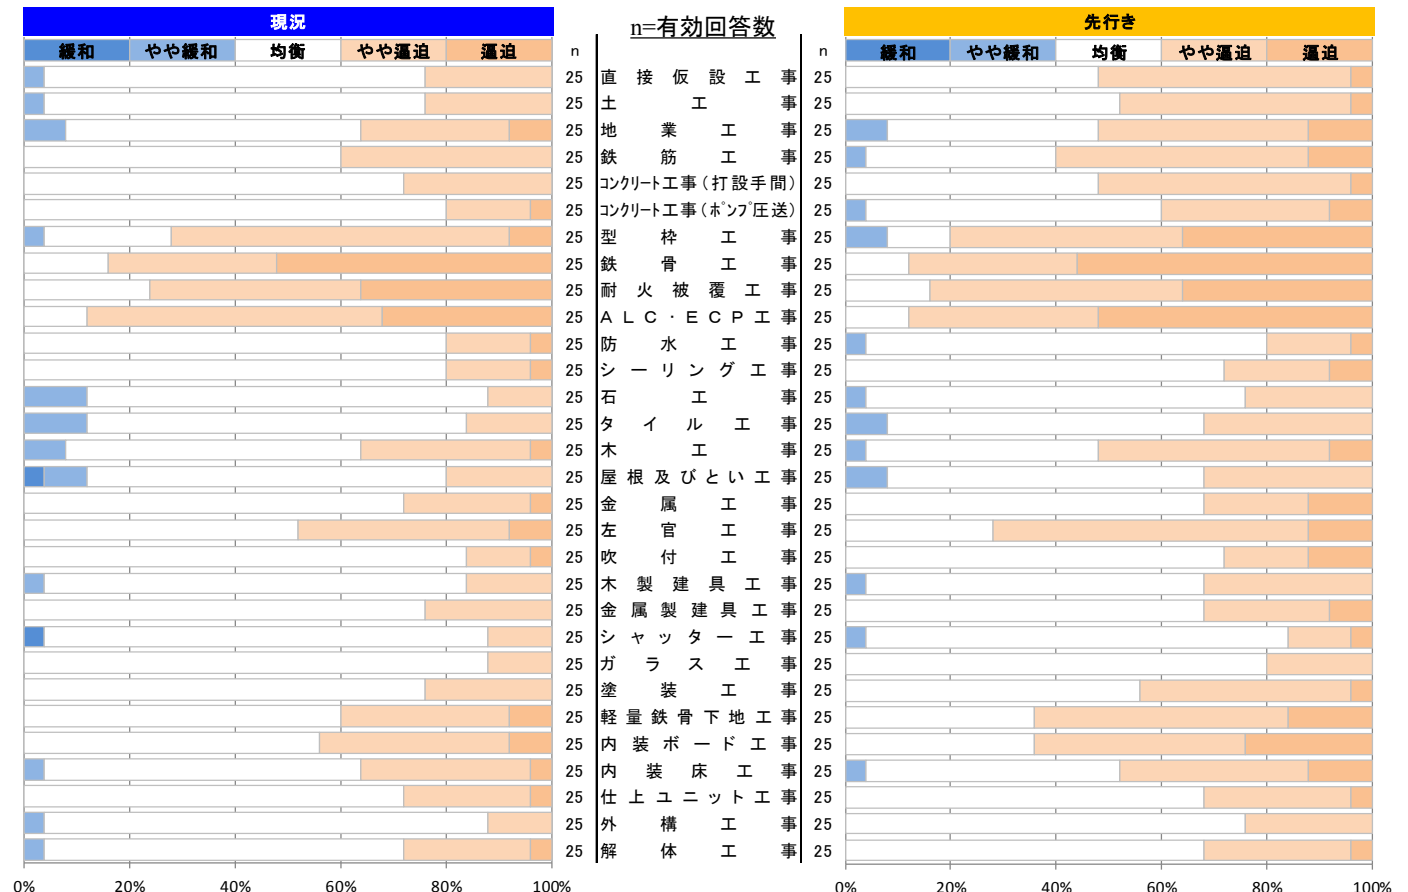 現況 n=有効回答数 先行き
緩和 やや緩和 均衡 やや逼迫 逼迫 n n 緩和 やや緩和 均衡 やや逼迫 逼迫
25 直接仮設工事 25
25 土工事 25
25 地業工事 25
25 鉄筋工事 25
25 コンクリート工事(打設手間) 25
25 コンクリート工事(ポンプ圧送) 25
25 型枠工事 25
25 鉄骨工事 25
25 耐火被覆工事 25
25 ALC・ECP工事 25
25 防水工事 25
25 シーリング工事 25
25 石工事 25
25 タイル工事 25
25 木工事 25
25 屋根及びとい工事 25
25 金属工事 25
25 左官工事 25
25 吹付工事 25
25 木製建具工事 25
25 金属製建具工事 25
25 シャッター工事 25
25 ガラス工事 25
25 塗装工事 25
25 軽量鉄骨下地工事 25
25 内装ボード工事 25
25 内装床工事 25
25 仕上ユニット工事 25
25 外構工事 25
25 解体工事 25
0% 20% 40% 60% 80% 100% 0% 20% 40% 60% 80% 100%